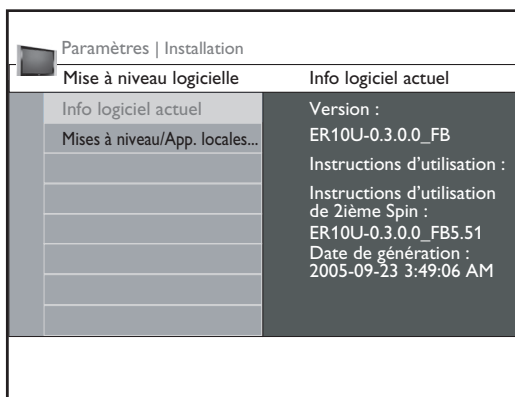 Paramètres | Installation
Mise à niveau logicielle
Info logiciel actuel
Info logiciel actuel
Mises à niveau/App. locales...
Version :
ER10U-0.3.0.0_FB
Instructions d'utilisation :
Instructions d'utilisation
de 2ième Spin :
ER10U-0.3.0.0_FB5.51
Date de génération :
2005-09-23 3:49:06 AM